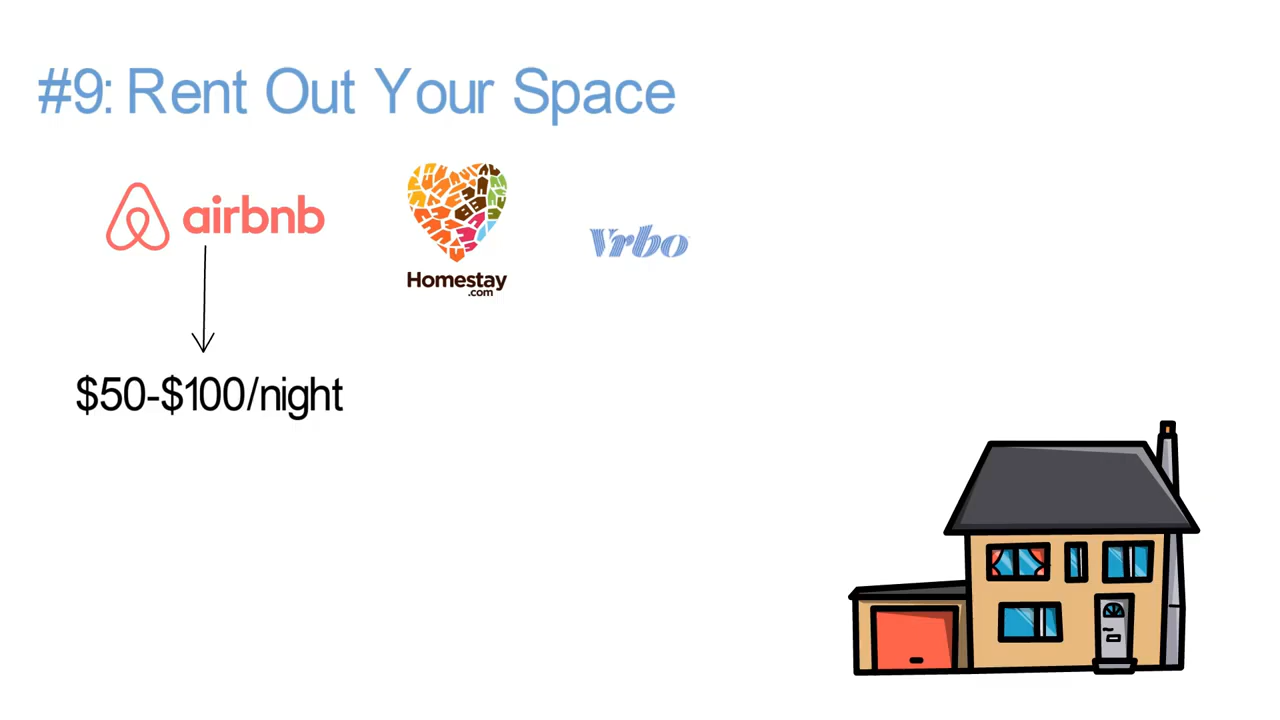 #9: Rent Out Your Space
airbnb
Homestay
.com
Vrbo
$50-$100/night